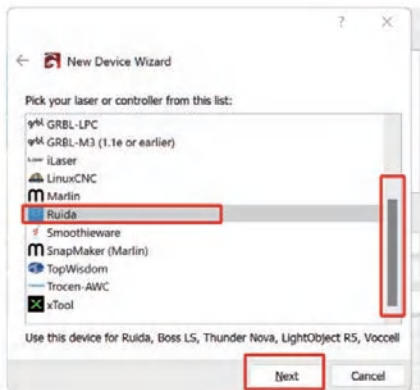 ?
New Device Wizard
Pick your laser or controller from this list:
grbl GRBL-LPC
grbl GRBL-M3 (1.1e or earlier)
iLaser
LinuxCNC
Marlin
Ruida
Smoothieware
SnapMaker (Marlin)
TopWisdom
Trocen-AWC
xTool
Use this device for Ruida, Boss LS, Thunder Nova, LightObject R5, Voccell
Next Cancel